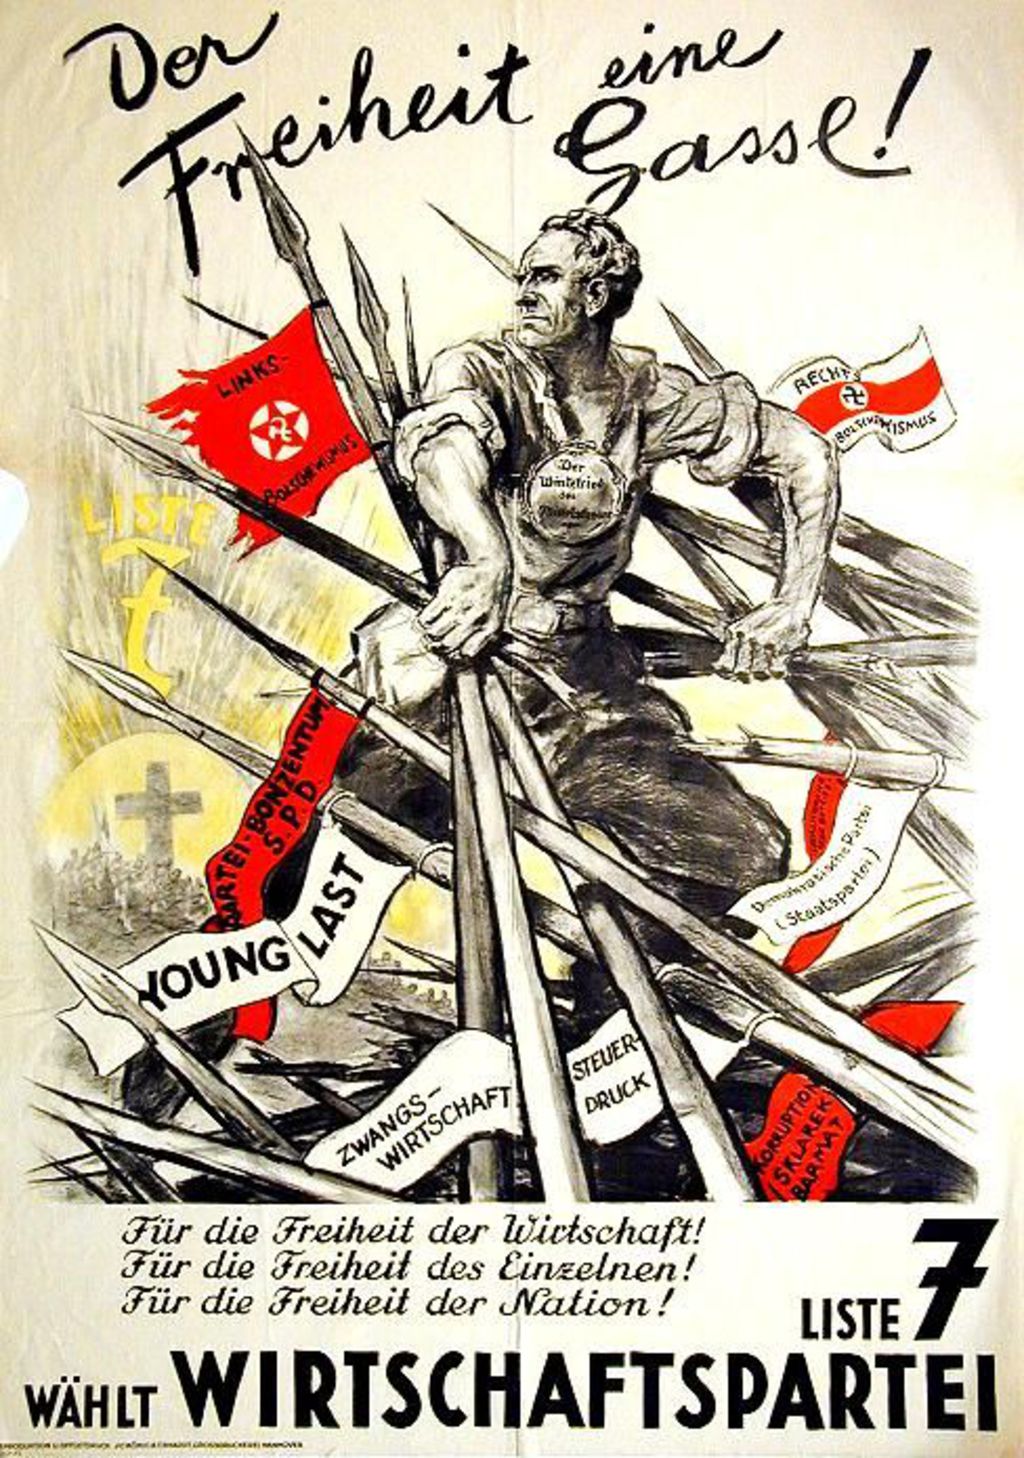 Der
Freiheit eine
Gasse!
LINKS-
BOLSCHEWISMUS
RECHTS
BOLSCHEWISMUS
Der
Winkelried
des
Mittelstandes
LISTE
7
PARTEI-BONZENTUM
S.P.D.
YOUNG LAST
Demokratische Partei
(Staatspartei)
ZWANGS-
WIRTSCHAFT
STEUER-
DRUCK
KORRUPTION
SKLAREK
BARMAT
Für die Freiheit der Wirtschaft!
Für die Freiheit des Einzelnen!
Für die Freiheit der Nation!
LISTE 7
WÄHLT WIRTSCHAFTSPARTEI